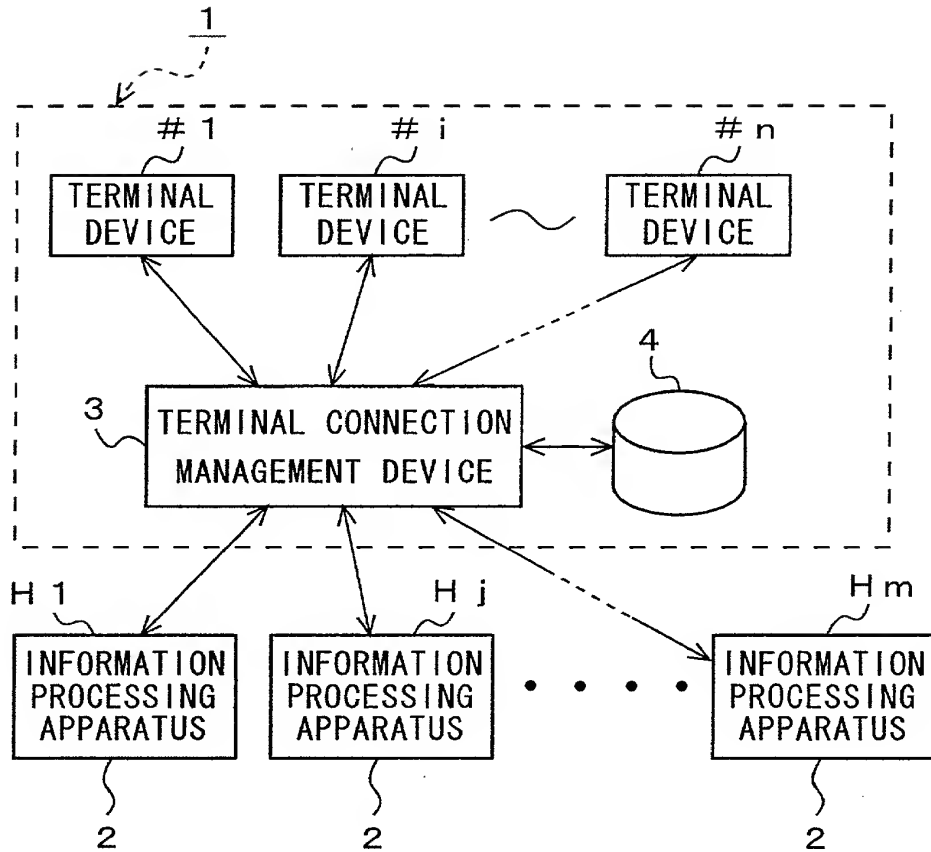 1
#1
#i
#n
TERMINAL
DEVICE
TERMINAL
DEVICE
TERMINAL
DEVICE
4
3
TERMINAL CONNECTION
MANAGEMENT DEVICE
H1
Hj
Hm
INFORMATION
PROCESSING
APPARATUS
INFORMATION
PROCESSING
APPARATUS
INFORMATION
PROCESSING
APPARATUS
2
2
2